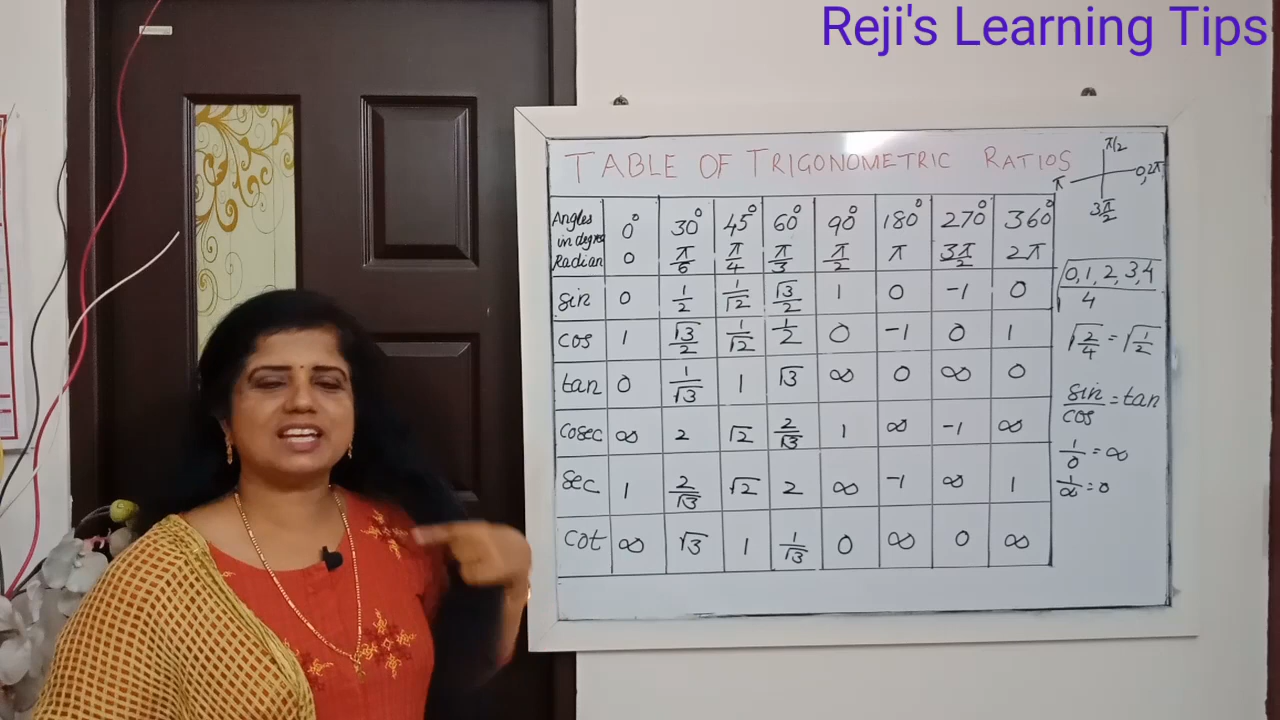 Reji's Learning Tips
TABLE OF TRIGONOMETRIC RATIOS
Angles in degree 0° 30° 45° 60° 90° 180° 270° 360°
Radian 0 π/6 π/4 π/3 π/2 π 3π/2 2π
sin 0 1/2 1/√2 √3/2 1 0 -1 0
cos 1 √3/2 1/√2 1/2 0 -1 0 1
tan 0 1/√3 1 √3 ∞ 0 ∞ 0
cosec ∞ 2 √2 2/√3 1 ∞ -1 ∞
sec 1 2/√3 √2 2 ∞ -1 ∞ 1
cot ∞ √3 1 1/√3 0 ∞ 0 ∞
π/2
π 0, 2π
3π/2
√(0, 1, 2, 3, 4/4)
√(2/4) = √(1/2)
sin/cos = tan
1/0 = ∞
1/∞ = 0